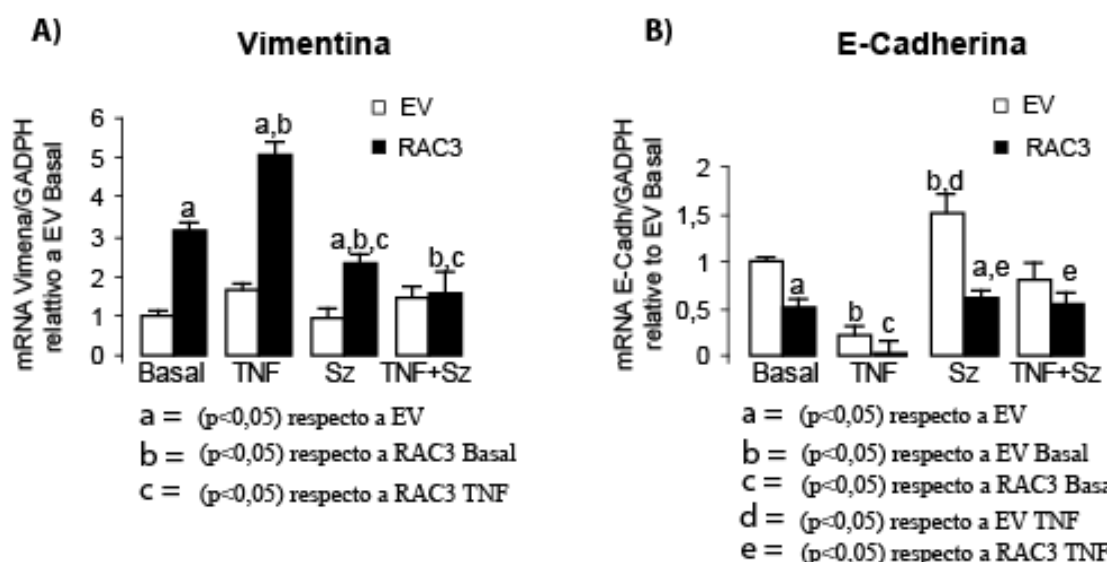 A)
Vimentina
EV
RAC3
mRNA Vimena/GADPH
relattivo a EV Basal
6
5
4
3
2
1
0
a
a,b
a,b,c
b,c
Basal TNF Sz TNF+Sz
a = (p<0,05) respecto a EV
b = (p<0,05) respecto a RAC3 Basal
c = (p<0,05) respecto a RAC3 TNF
B)
E-Cadherina
EV
RAC3
mRNA E-Cadh/GADPH
relative to EV Basal
2
1,5
1
0,5
0
a
b
c
b,d
a,e
e
Basal TNF Sz TNF+Sz
a = (p<0,05) respecto a EV
b = (p<0,05) respecto a EV Basal
c = (p<0,05) respecto a RAC3 Basa
d = (p<0,05) respecto a EV TNF
e = (p<0,05) respecto a RAC3 TNF